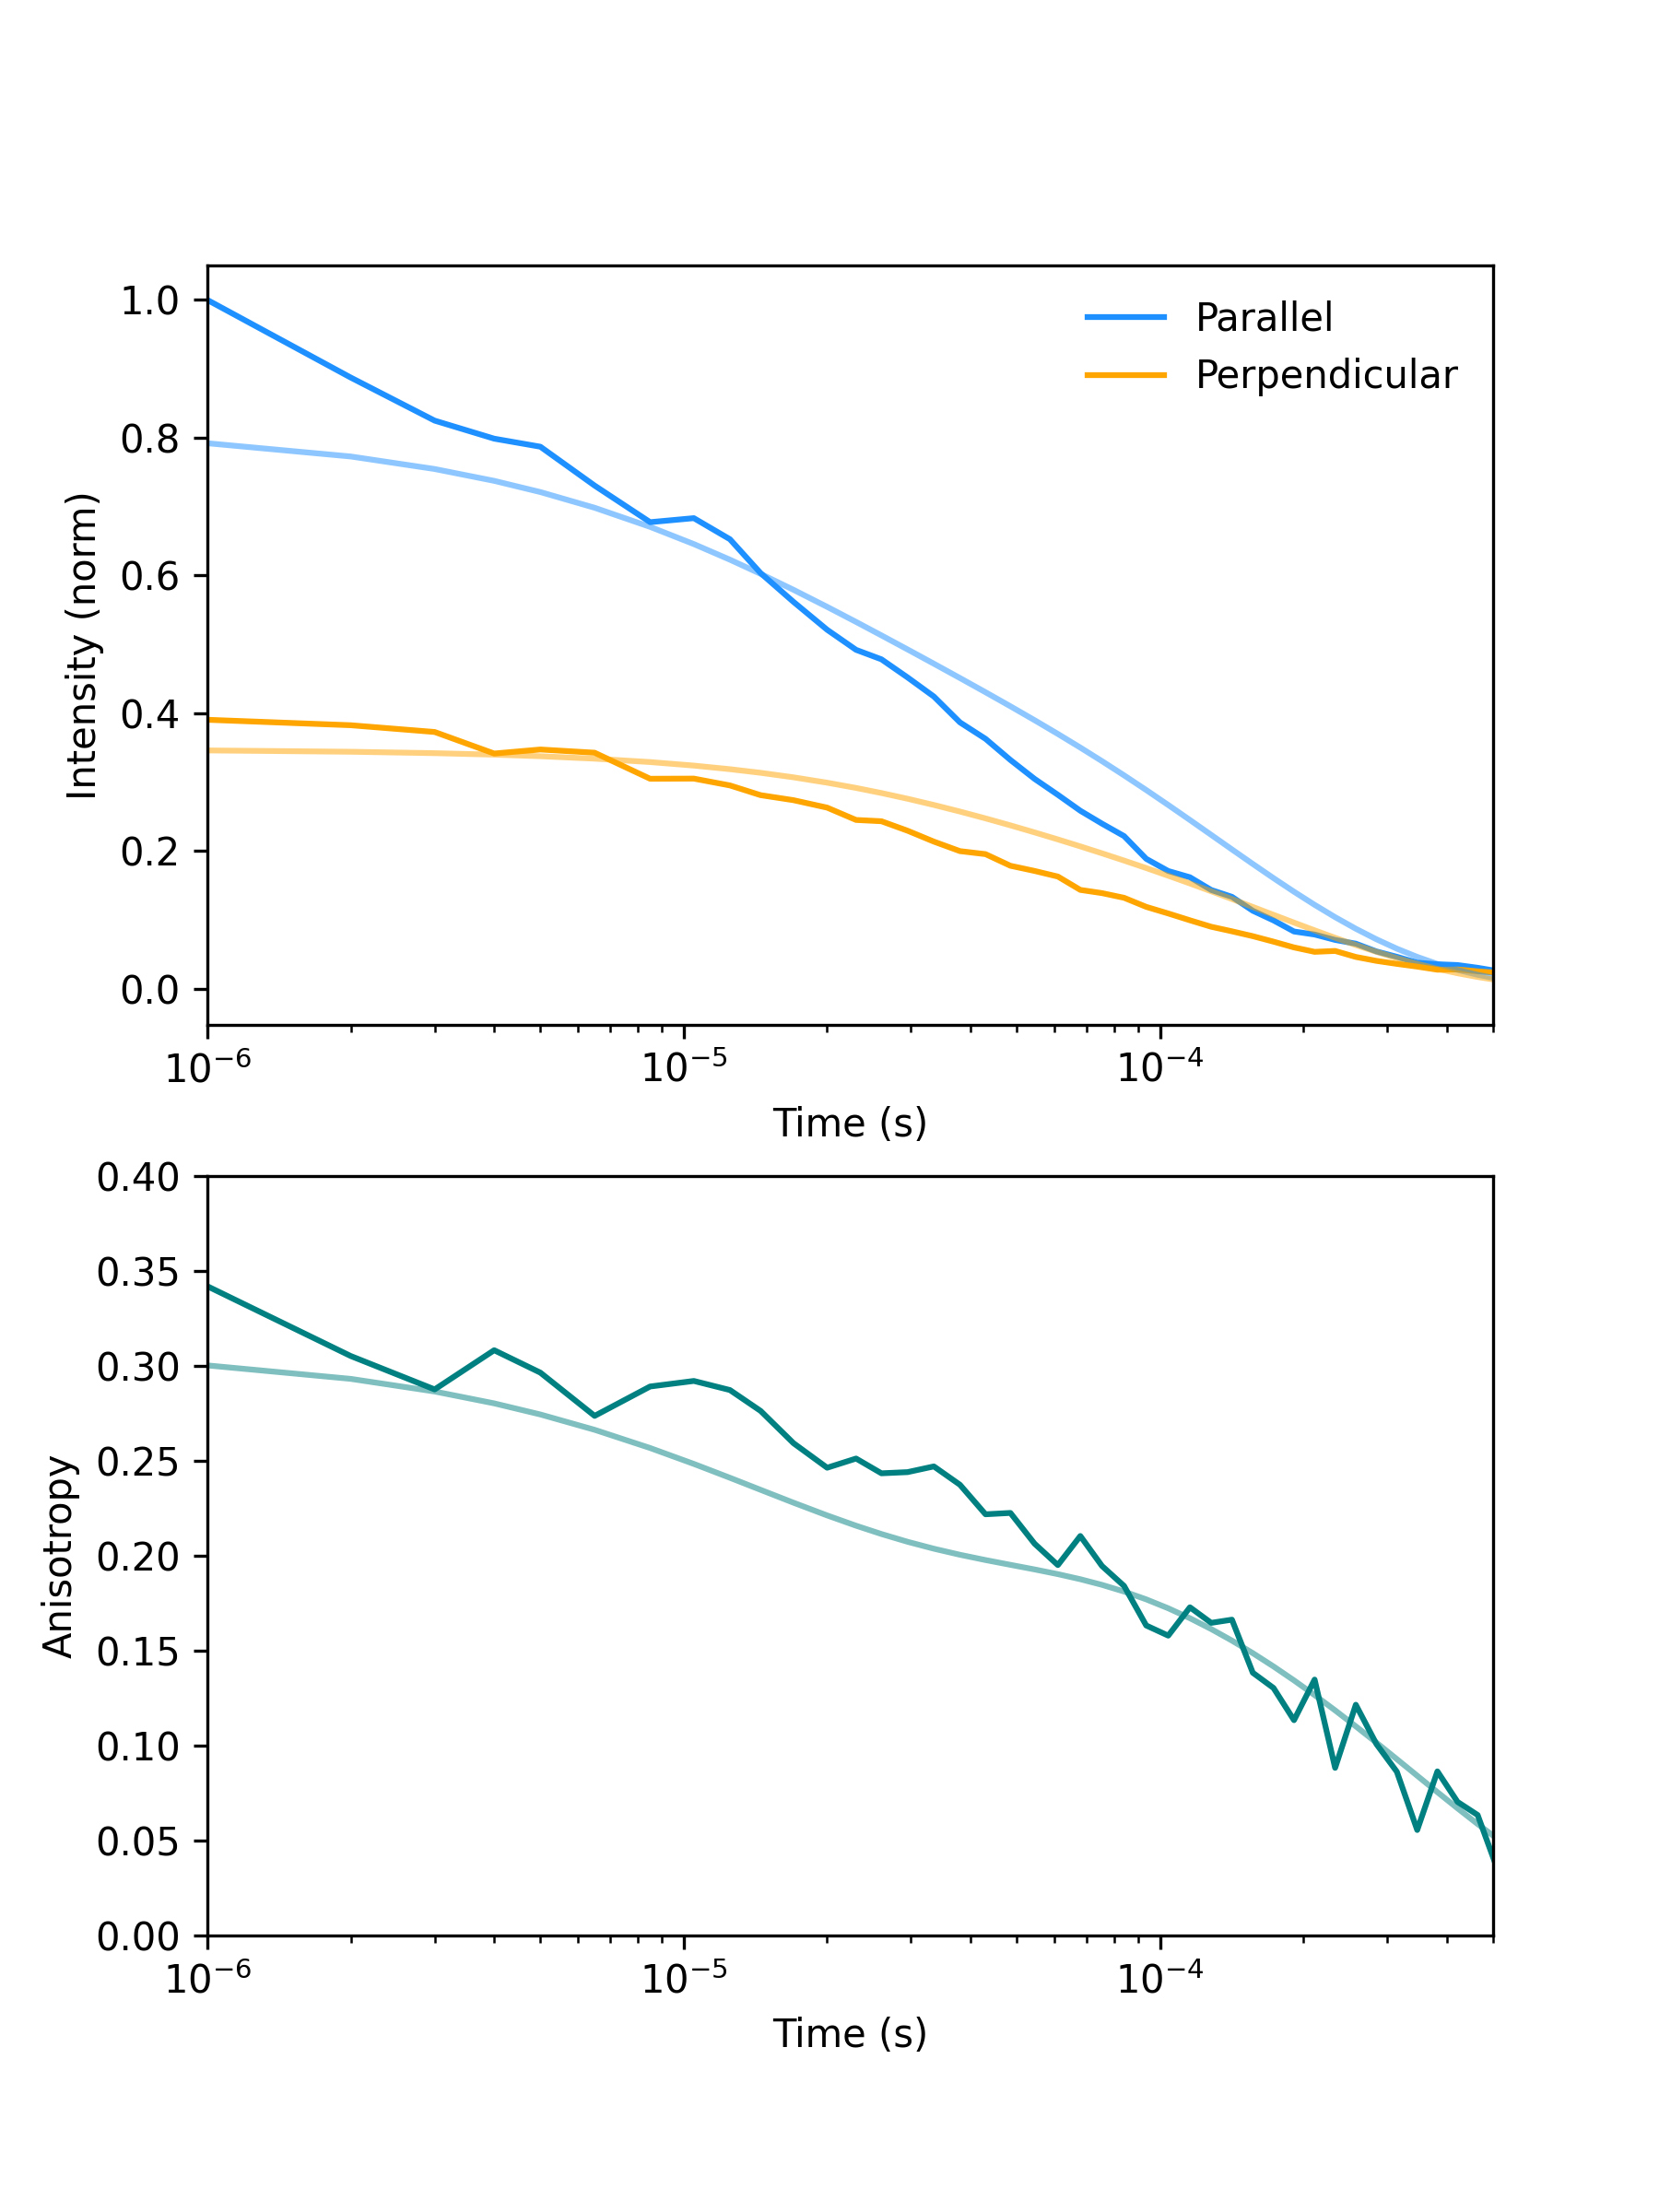 1.0
0.8
0.6
0.4
0.2
0.0
Intensity (norm)
Parallel
Perpendicular
10⁻⁶ 10⁻⁵ 10⁻⁴
Time (s)
0.40
0.35
0.30
0.25
0.20
0.15
0.10
0.05
0.00
Anisotropy
10⁻⁶ 10⁻⁵ 10⁻⁴
Time (s)